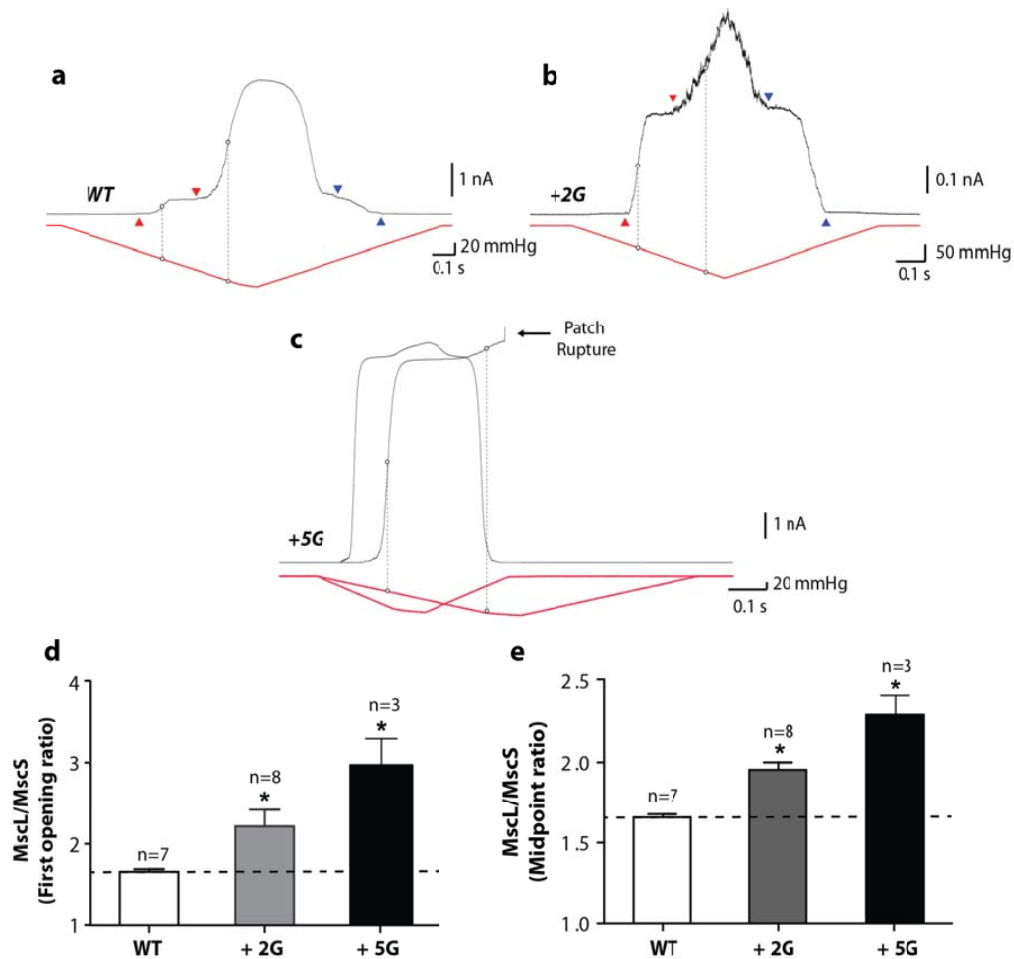 a
WT
1 nA
20 mmHg
0.1 s
b
+2G
0.1 nA
50 mmHg
0.1 s
c
Patch
Rupture
+5G
1 nA
20 mmHg
0.1 s
d
MscL/MscS
(First opening ratio)
4
3
2
1
n=7
n=8
*
n=3
*
WT
+ 2G
+ 5G
e
MscL/MscS
(Midpoint ratio)
2.5
2.0
1.5
1.0
n=7
n=8
*
n=3
*
WT
+ 2G
+ 5G